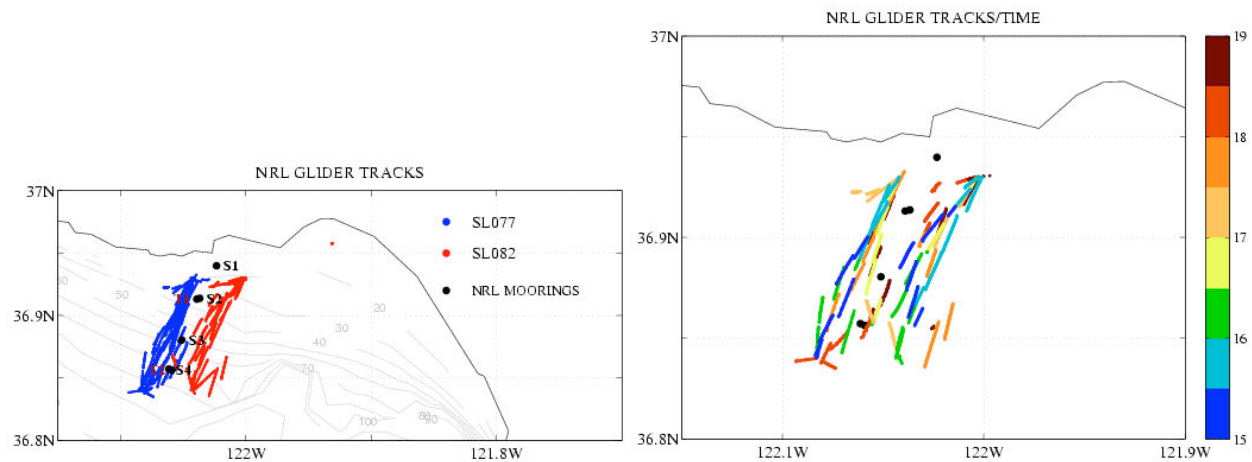 NRL GLIDER TRACKS
37N
36.9N
36.8N
122W
121.8W
SL077
SL082
NRL MOORINGS
S1
S2
S3
S4
50
20
30
40
70
100
90
NRL GLIDER TRACKS/TIME
37N
36.9N
36.8N
122.1W
122W
121.9W
19
18
17
16
15